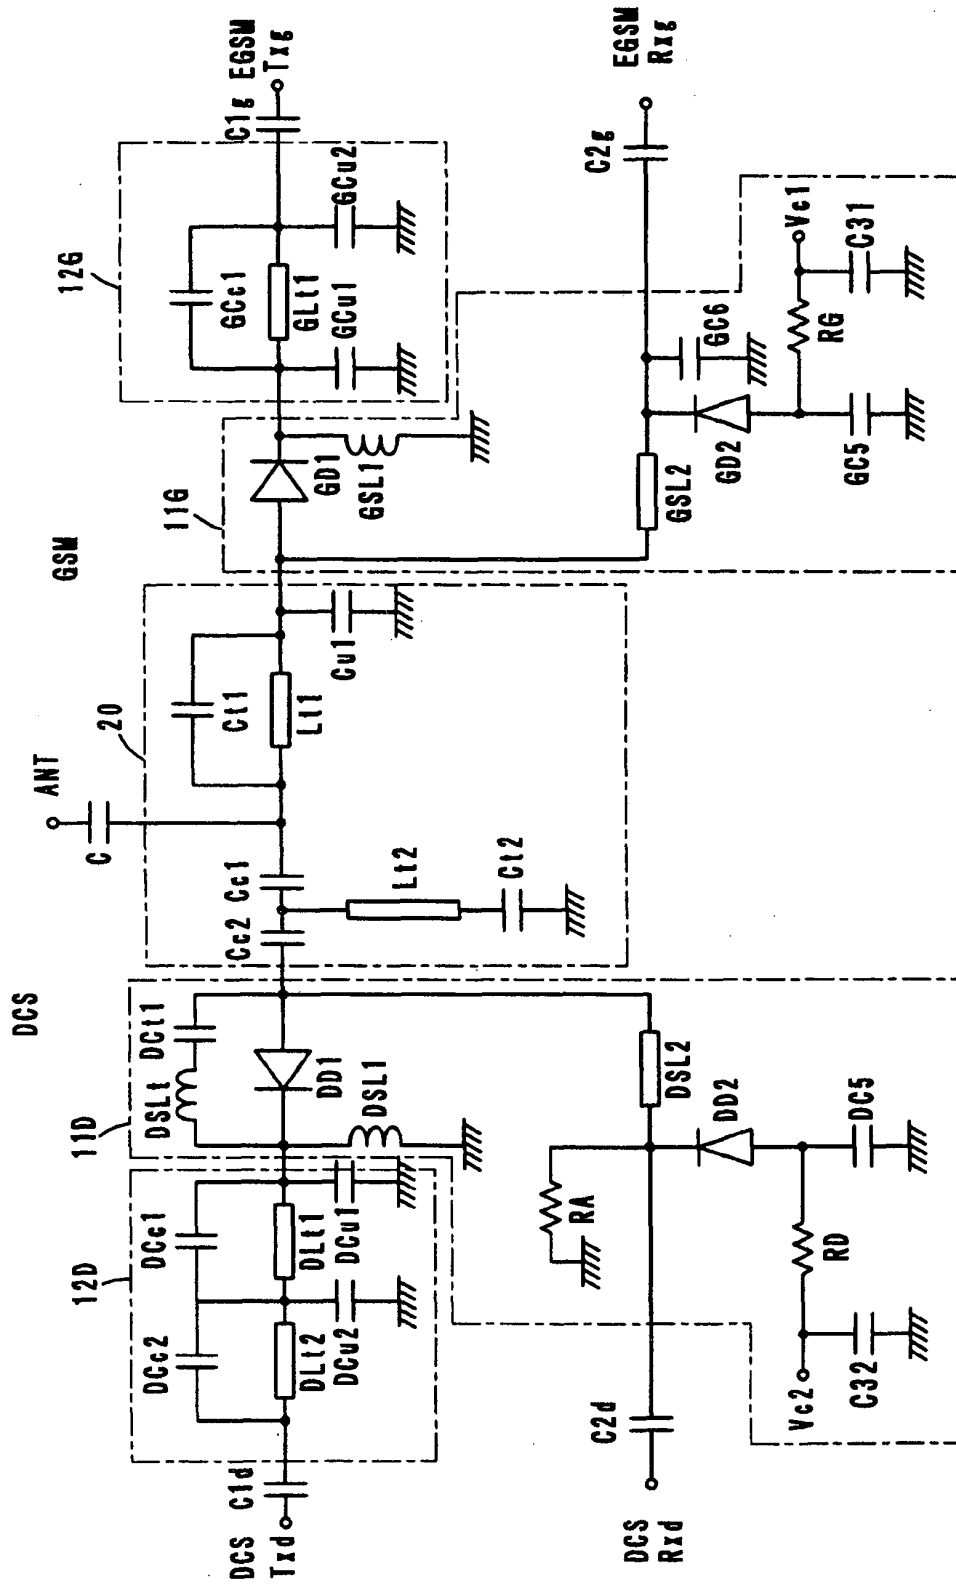 DCS
GSM
ANT
C
20
11D
12D
11G
12G
DCS
Txd
C1d
DCc2
DCc1
DLt2
DLt1
DCu2
DCu1
DSLt
DCt1
DD1
DSL1
Cc2
Cc1
Lt2
Ct2
Ct1
Lt1
Cu1
GD1
GSL1
GCc1
GLt1
GCu1
GCu2
C1g
EGSM
Txg
DCS
Rxd
C2d
RA
DSL2
DD2
DC5
RD
Vc2
C32
GSL2
GD2
GC5
GC6
RG
Vc1
C31
C2g
EGSM
Rxg